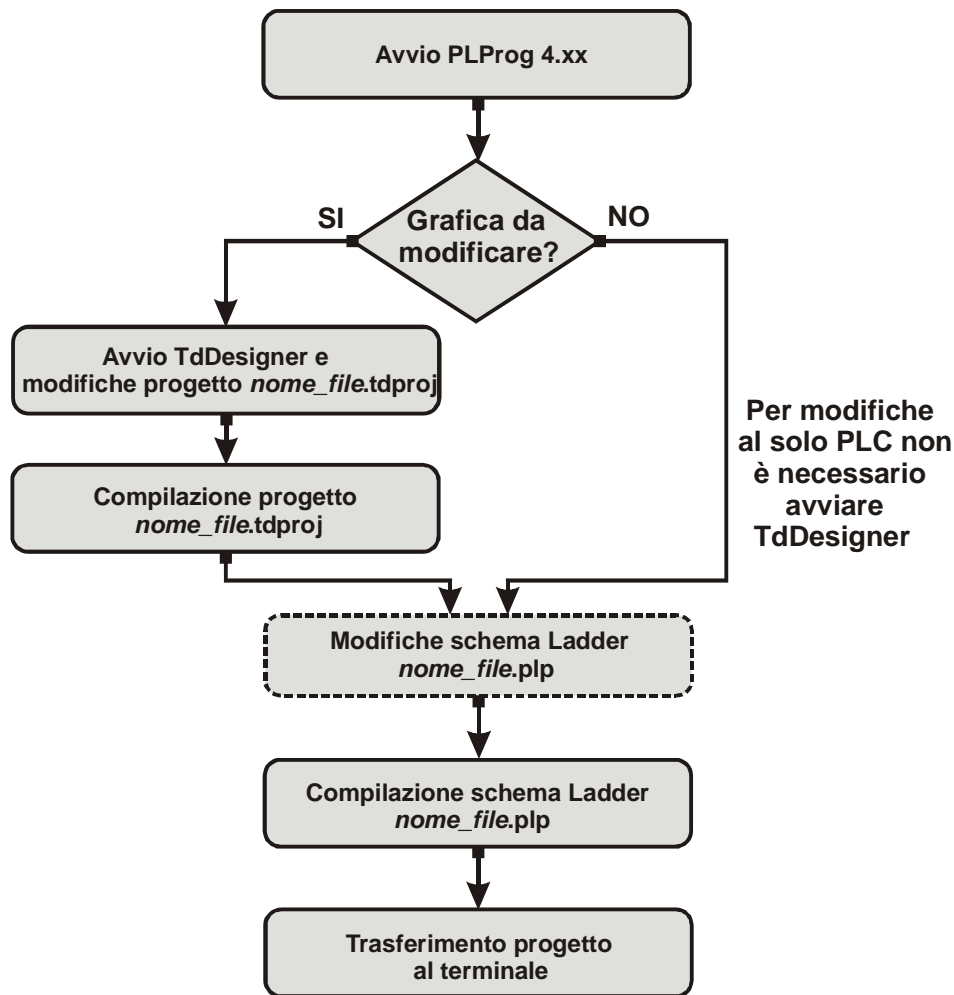 Avvio PLProg 4.xx
SI
NO
Grafica da
modificare?
Avvio TdDesigner e
modifiche progetto nome_file.tdproj
Compilazione progetto
nome_file.tdproj
Per modifiche
al solo PLC non
è necessario
avviare
TdDesigner
Modifiche schema Ladder
nome_file.plp
Compilazione schema Ladder
nome_file.plp
Trasferimento progetto
al terminale